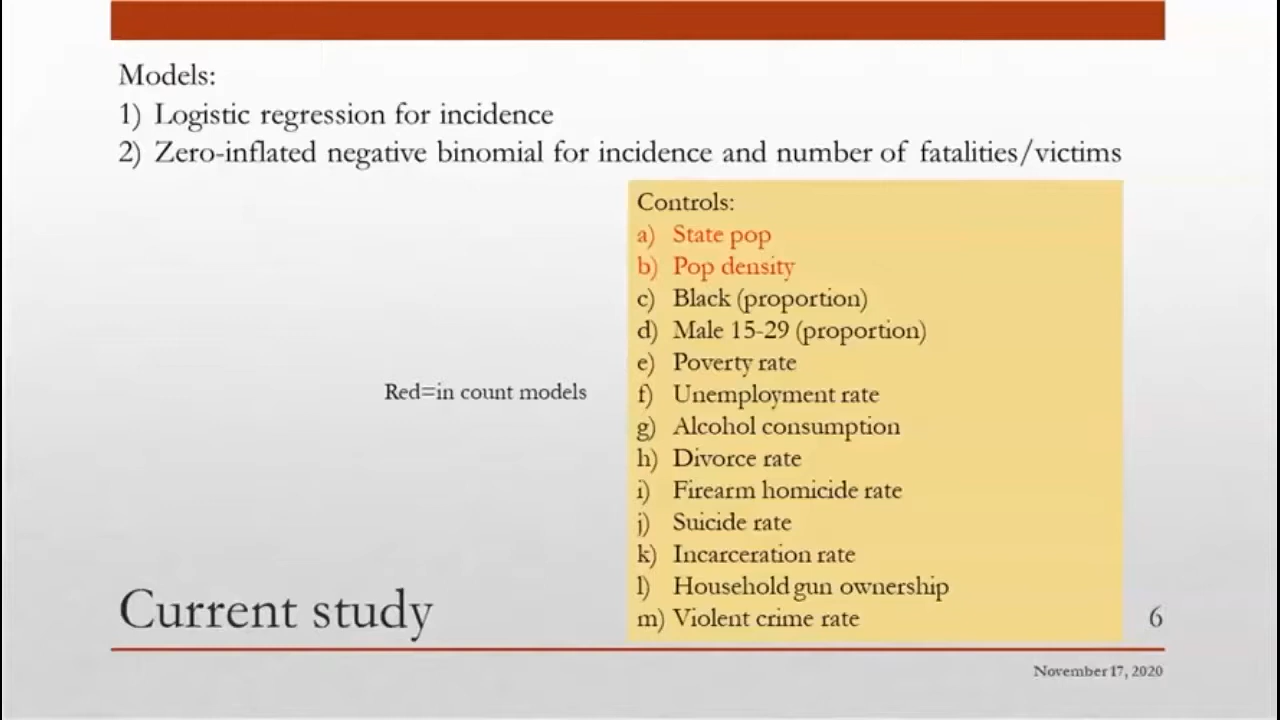 Models:
1) Logistic regression for incidence
2) Zero-inflated negative binomial for incidence and number of fatalities/victims
Controls:
a) State pop
b) Pop density
c) Black (proportion)
d) Male 15-29 (proportion)
e) Poverty rate
f) Unemployment rate
g) Alcohol consumption
h) Divorce rate
i) Firearm homicide rate
j) Suicide rate
k) Incarceration rate
l) Household gun ownership
m) Violent crime rate
Red=in count models
Current study
6
November 17, 2020